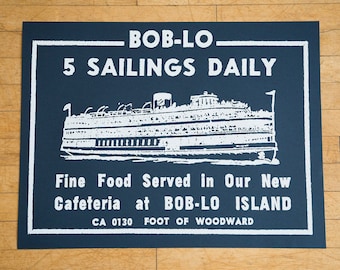 BOB-LO
5 SAILINGS DAILY
Fine Food Served in Our New
Cafeteria at BOB-LO ISLAND
CA 0130 FOOT OF WOODWARD